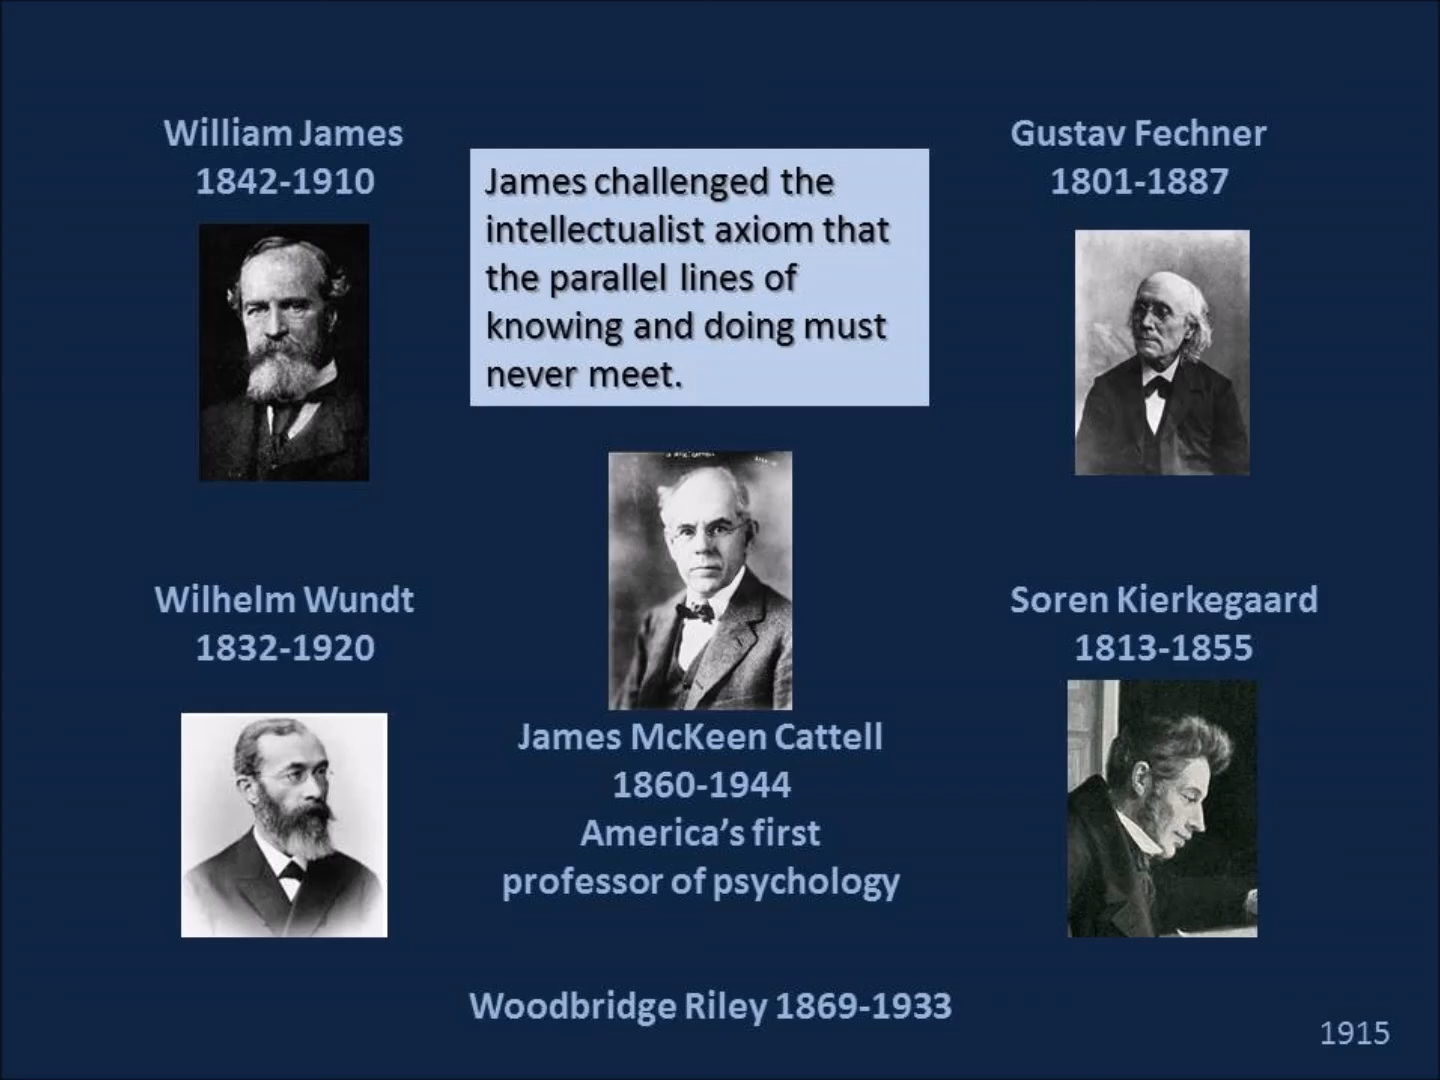 William James
1842-1910
James challenged the
intellectualist axiom that
the parallel lines of
knowing and doing must
never meet.
Gustav Fechner
1801-1887
Wilhelm Wundt
1832-1920
James McKeen Cattell
1860-1944
America's first
professor of psychology
Soren Kierkegaard
1813-1855
Woodbridge Riley 1869-1933
1915